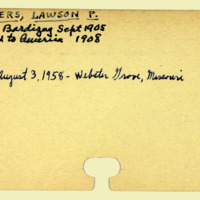 ERS, LAWSON P.
Bardizag Sept 1905
to America 1908
August 3, 1958 - Webster Grove, Missouri